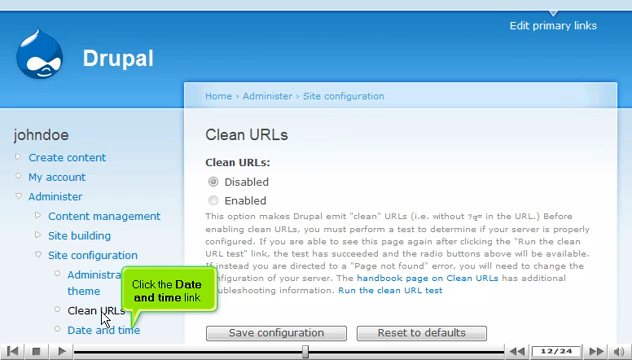 Edit primary links
Drupal
Home › Administer › Site configuration
johndoe
Create content
My account
Administer
Content management
Site building
Site configuration
Administra
theme
Clean URLs
Date and time
Click the Date
and time link
Clean URLs
Clean URLs:
Disabled
Enabled
This option makes Drupal emit "clean" URLs (i.e. without ?q= in the URL.) Before
enabling clean URLs, you must perform a test to determine if your server is properly
configured. If you are able to see this page again after clicking the "Run the clean
URL test" link, the test has succeeded and the radio buttons above will be available.
If instead you are directed to a "Page not found" error, you will need to change the
configuration of your server. The handbook page on Clean URLs has additional
troubleshooting information. Run the clean URL test
Save configuration
Reset to defaults
12/24